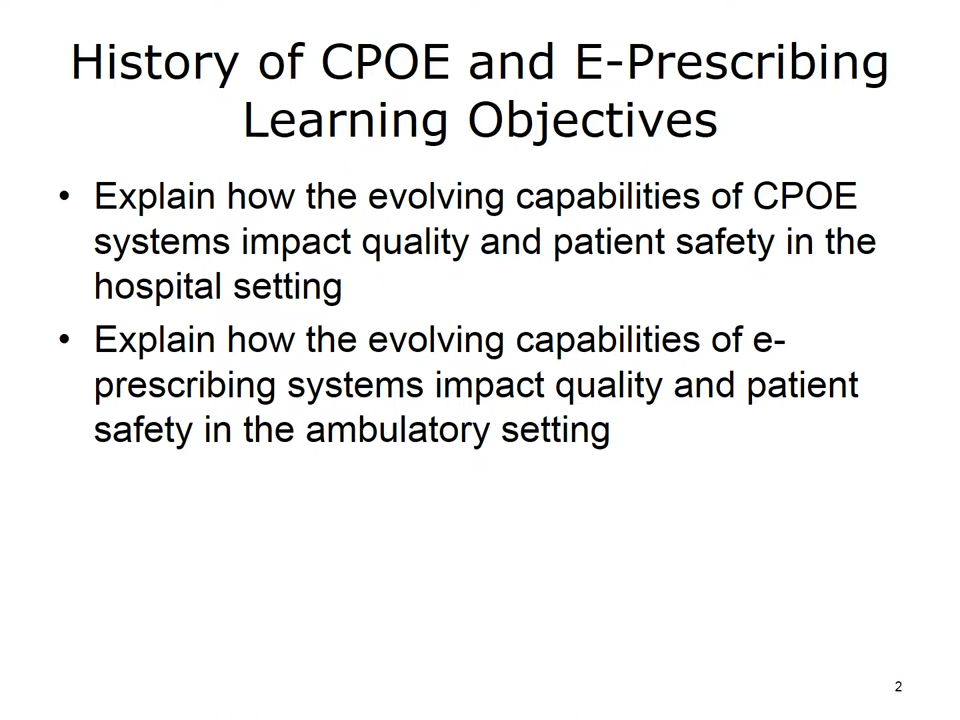 History of CPOE and E-Prescribing
Learning Objectives
• Explain how the evolving capabilities of CPOE
systems impact quality and patient safety in the
hospital setting
• Explain how the evolving capabilities of e-
prescribing systems impact quality and patient
safety in the ambulatory setting
2